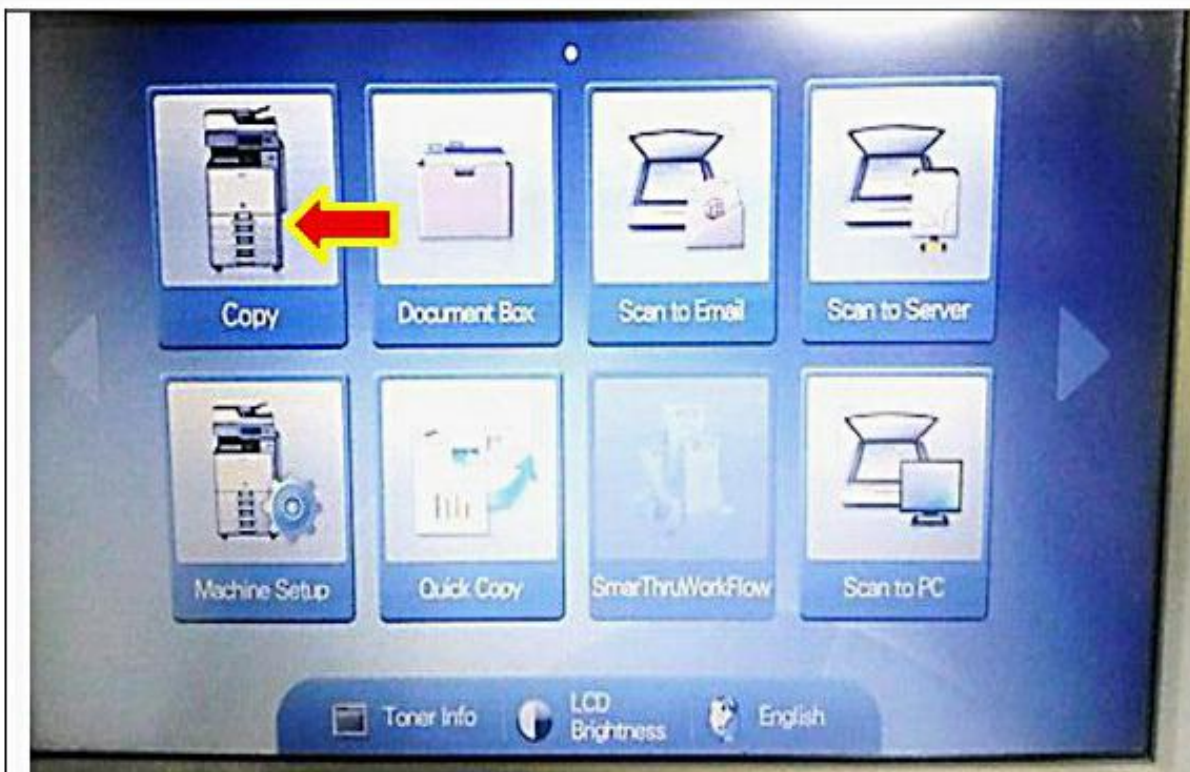 Copy
Document Box
Scan to Email
Scan to Server
Machine Setup
Quick Copy
SmarThruWorkFlow
Scan to PC
Toner Info
LCD
Brightness
English